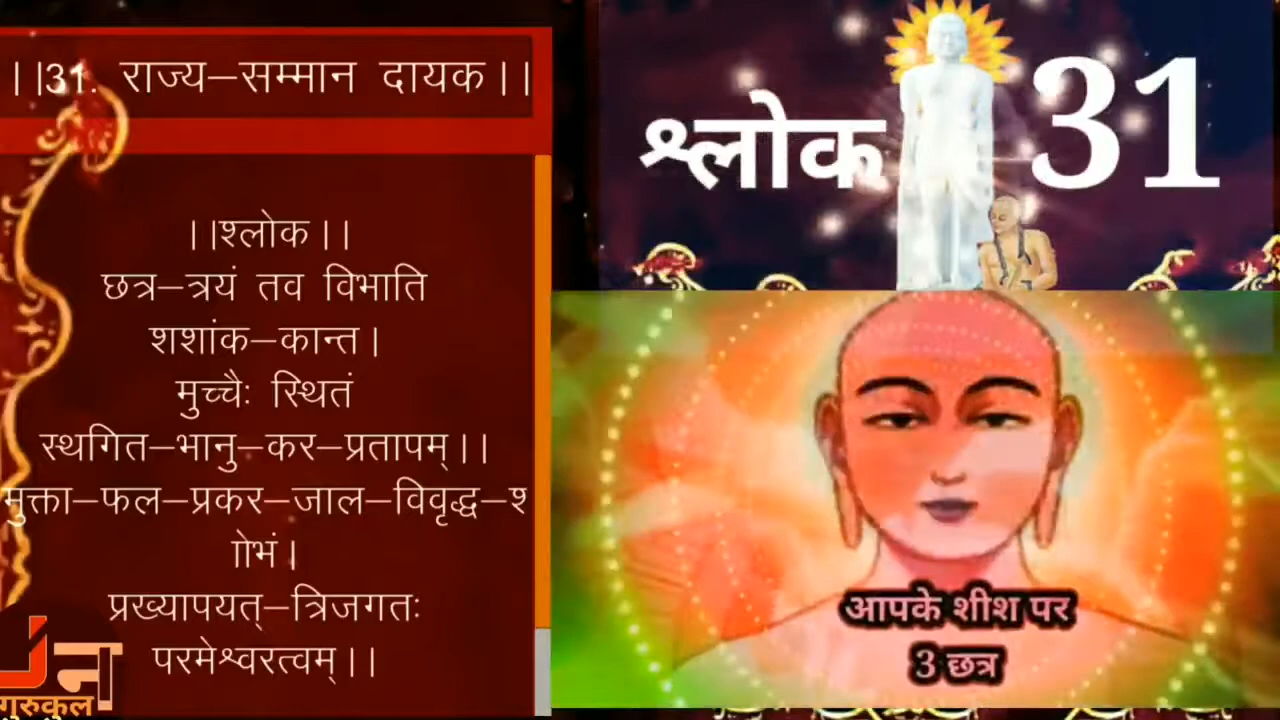 ||31. राज्य–सम्मान दायक||
||श्लोक||
छत्र–त्रयं तव विभाति
शशांक–कान्त।
मुच्चैः स्थितं
स्थगित–भानु–कर–प्रतापम्||
मुक्ता–फल–प्रकर–जाल–विवृद्ध–श
ोभं।
प्रख्यापयत्–त्रिजगतः
परमेश्वरत्वम्||
जैन
गुरुकुल
श्लोक 31
आपके शीश पर
3 छत्र